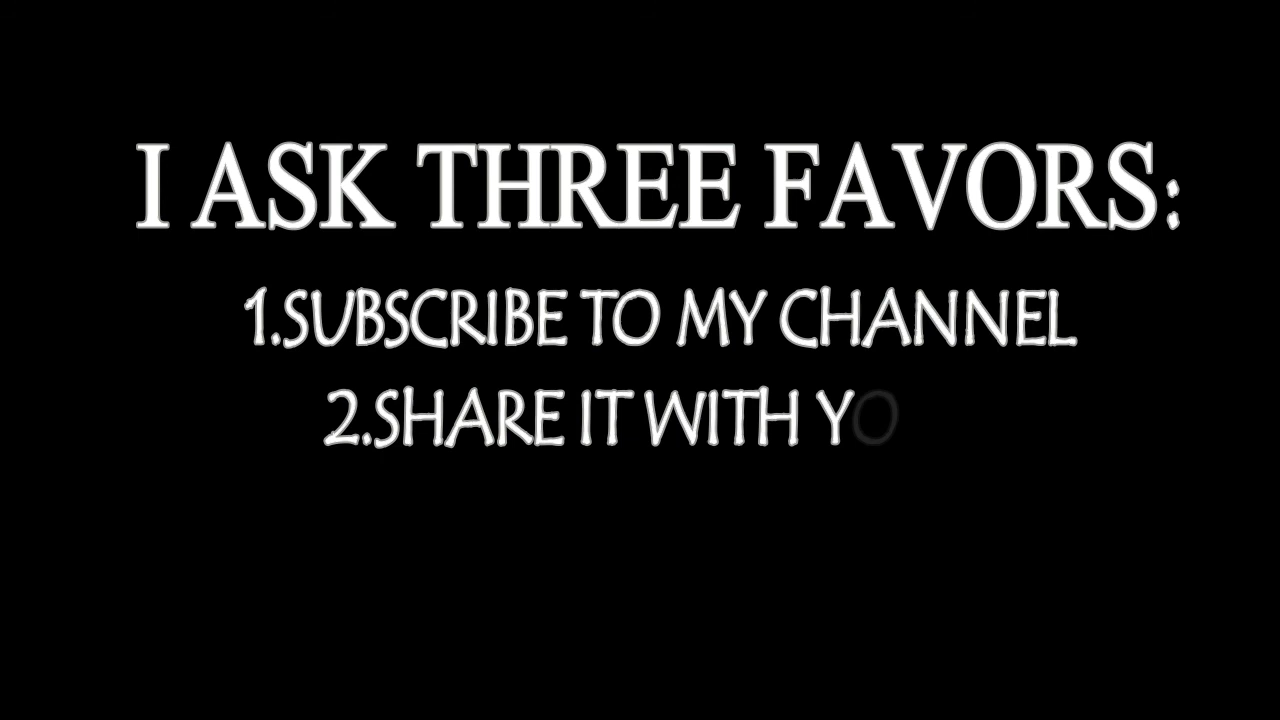 I ASK THREE FAVORS:
1.SUBSCRIBE TO MY CHANNEL
2.SHARE IT WITH YO